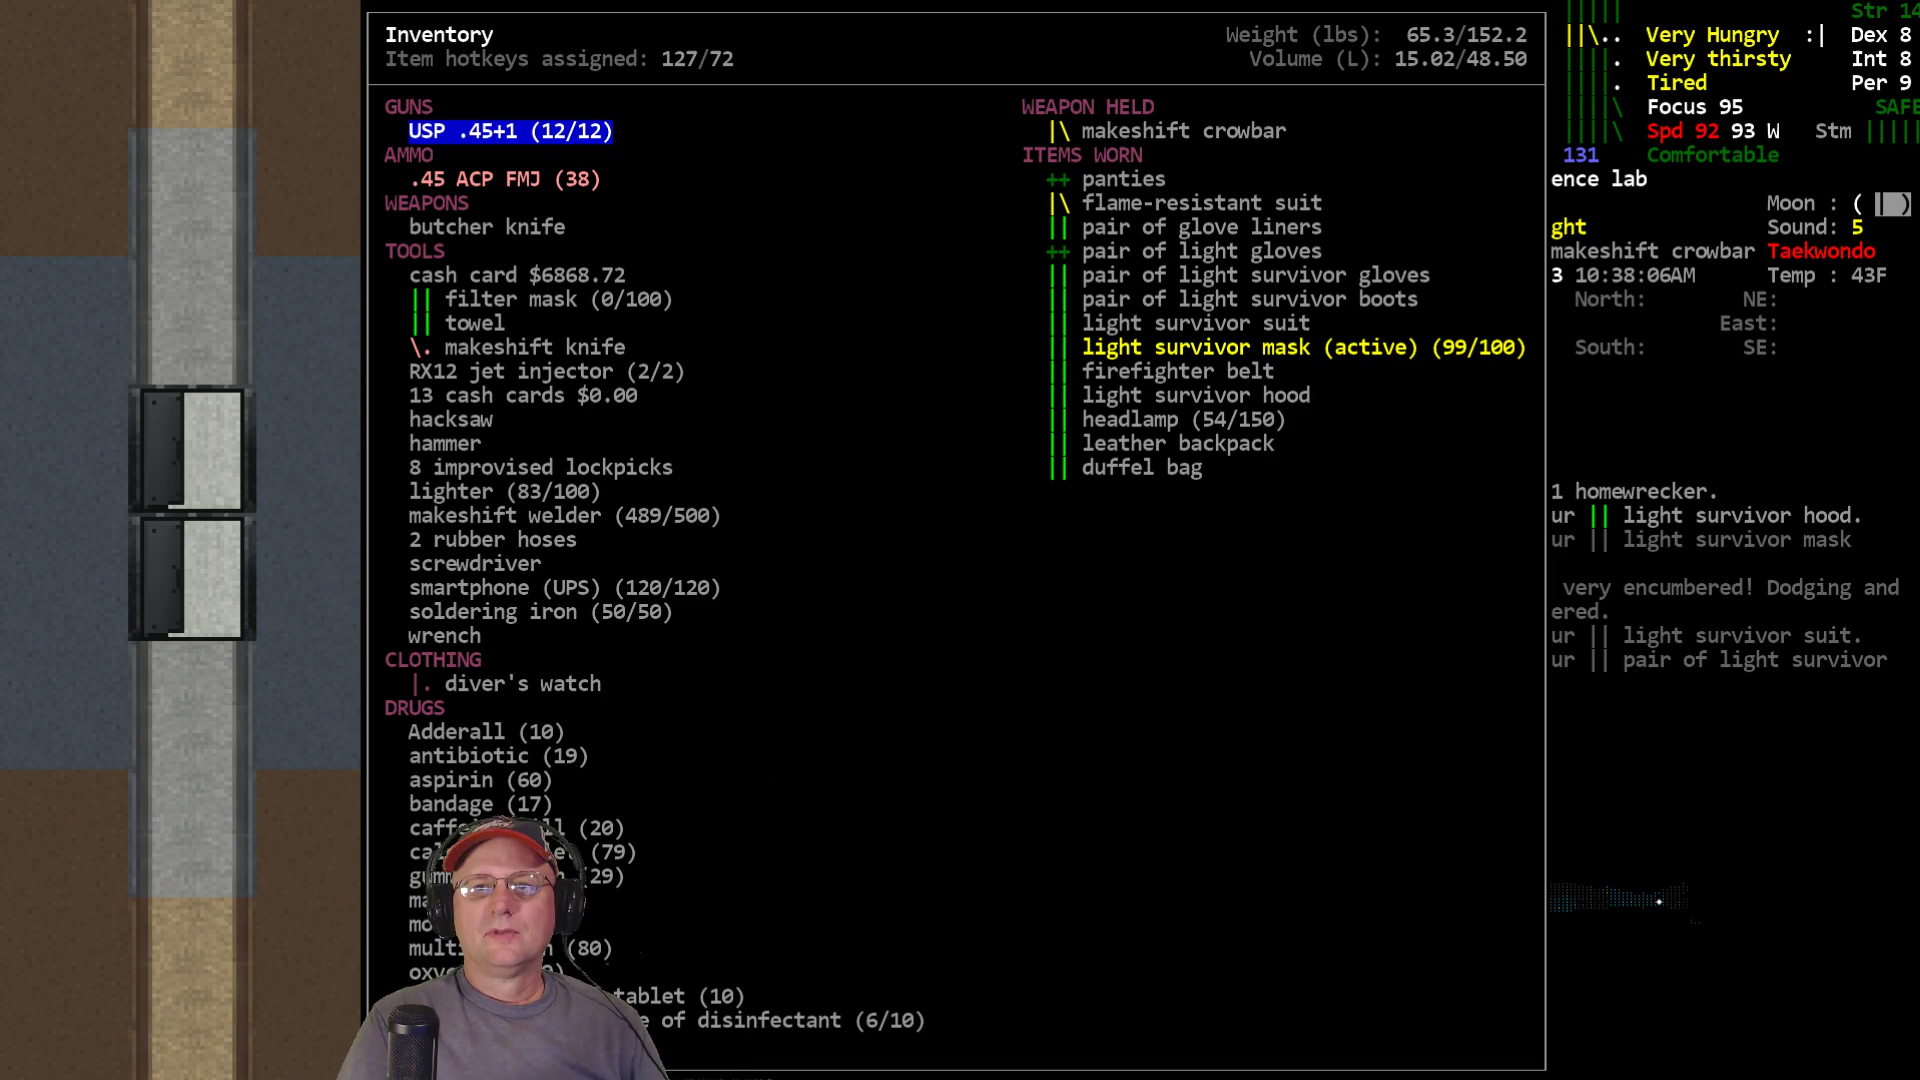 Inventory
Item hotkeys assigned: 127/72
Weight (lbs): 65.3/152.2
Volume (L): 15.02/48.50
GUNS
USP .45+1 (12/12)
AMMO
.45 ACP FMJ (38)
WEAPONS
butcher knife
TOOLS
cash card $6868.72
|| filter mask (0/100)
|| towel
\. makeshift knife
RX12 jet injector (2/2)
13 cash cards $0.00
hacksaw
hammer
8 improvised lockpicks
lighter (83/100)
makeshift welder (489/500)
2 rubber hoses
screwdriver
smartphone (UPS) (120/120)
soldering iron (50/50)
wrench
CLOTHING
|. diver's watch
DRUGS
Adderall (10)
antibiotic (19)
aspirin (60)
bandage (17)
(20)
(79)
(29)
(80)
tablet (10)
of disinfectant (6/10)
WEAPON HELD
|\ makeshift crowbar
ITEMS WORN
++ panties
|\ flame-resistant suit
|| pair of glove liners
++ pair of light gloves
|| pair of light survivor gloves
|| pair of light survivor boots
|| light survivor suit
|| light survivor mask (active) (99/100)
|| firefighter belt
|| light survivor hood
|| headlamp (54/150)
|| leather backpack
|| duffel bag
||||| Str 14
||\.. Very Hungry :| Dex 8
||||. Very thirsty Int 8
||||. Tired Per 9
||||\ Focus 95 SAFE
||||\ Spd 92 93 W Stm |||||
131 Comfortable
ence lab
Moon : ( | )
ght Sound: 5
makeshift crowbar Taekwondo
3 10:38:06AM Temp : 43F
North: NE:
East:
South: SE:
1 homewrecker.
ur || light survivor hood.
ur || light survivor mask
very encumbered! Dodging and
ered.
ur || light survivor suit.
ur || pair of light survivor